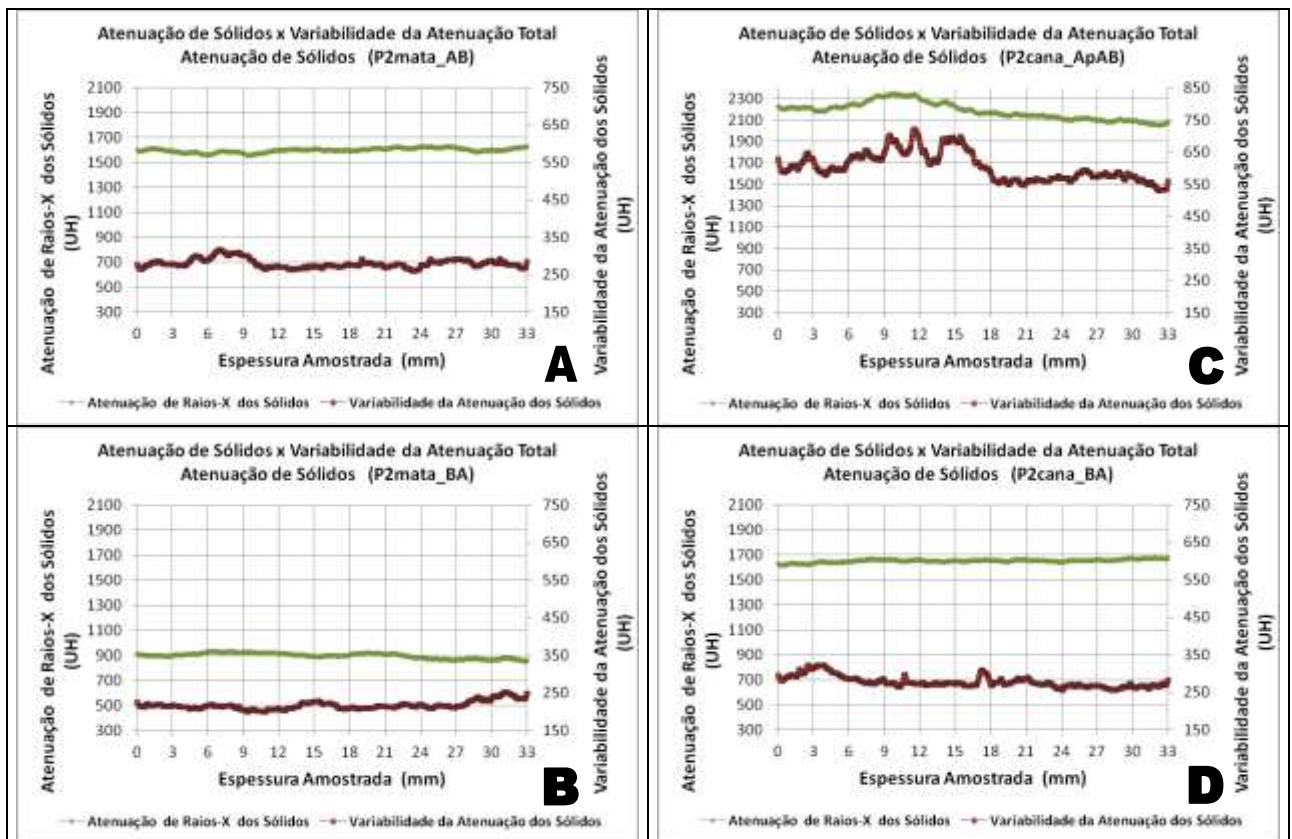 Atenuação de Sólidos x Variabilidade da Atenuação Total
Atenuação de Sólidos (P2mata_AB)
Atenuação de Raios-X dos Sólidos
(UH)
2100
1900
1700
1500
1300
1100
900
700
500
300
750
650
550
450
350
250
150
Variabilidade da Atenuação dos Sólidos
(UH)
0 3 6 9 12 15 18 21 24 27 30 33
Espessura Amostrada (mm)
A
Atenuação de Raios-X dos Sólidos Variabilidade da Atenuação dos Sólidos
Atenuação de Sólidos x Variabilidade da Atenuação Total
Atenuação de Sólidos (P2cana_ApAB)
Atenuação de Raios-X dos Sólidos
(UH)
2300
2100
1900
1700
1500
1300
1100
900
700
500
300
850
750
650
550
450
350
250
150
Variabilidade da Atenuação dos Sólidos
(UH)
0 3 6 9 12 15 18 21 24 27 30 33
Espessura Amostrada (mm)
C
Atenuação de Raios-X dos Sólidos Variabilidade da Atenuação dos Sólidos
Atenuação de Sólidos x Variabilidade da Atenuação Total
Atenuação de Sólidos (P2mata_BA)
Atenuação de Raios-X dos Sólidos
(UH)
2100
1900
1700
1500
1300
1100
900
700
500
300
750
650
550
450
350
250
150
Variabilidade da Atenuação dos Sólidos
(UH)
0 3 6 9 12 15 18 21 24 27 30 33
Espessura Amostrada (mm)
B
Atenuação de Raios-X dos Sólidos Variabilidade da Atenuação dos Sólidos
Atenuação de Sólidos x Variabilidade da Atenuação Total
Atenuação de Sólidos (P2cana_BA)
Atenuação de Raios-X dos Sólidos
(UH)
2100
1900
1700
1500
1300
1100
900
700
500
300
750
650
550
450
350
250
150
Variabilidade da Atenuação dos Sólidos
(UH)
0 3 6 9 12 15 18 21 24 27 30 33
Espessura Amostrada (mm)
D
Atenuação de Raios-X dos Sólidos Variabilidade da Atenuação dos Sólidos